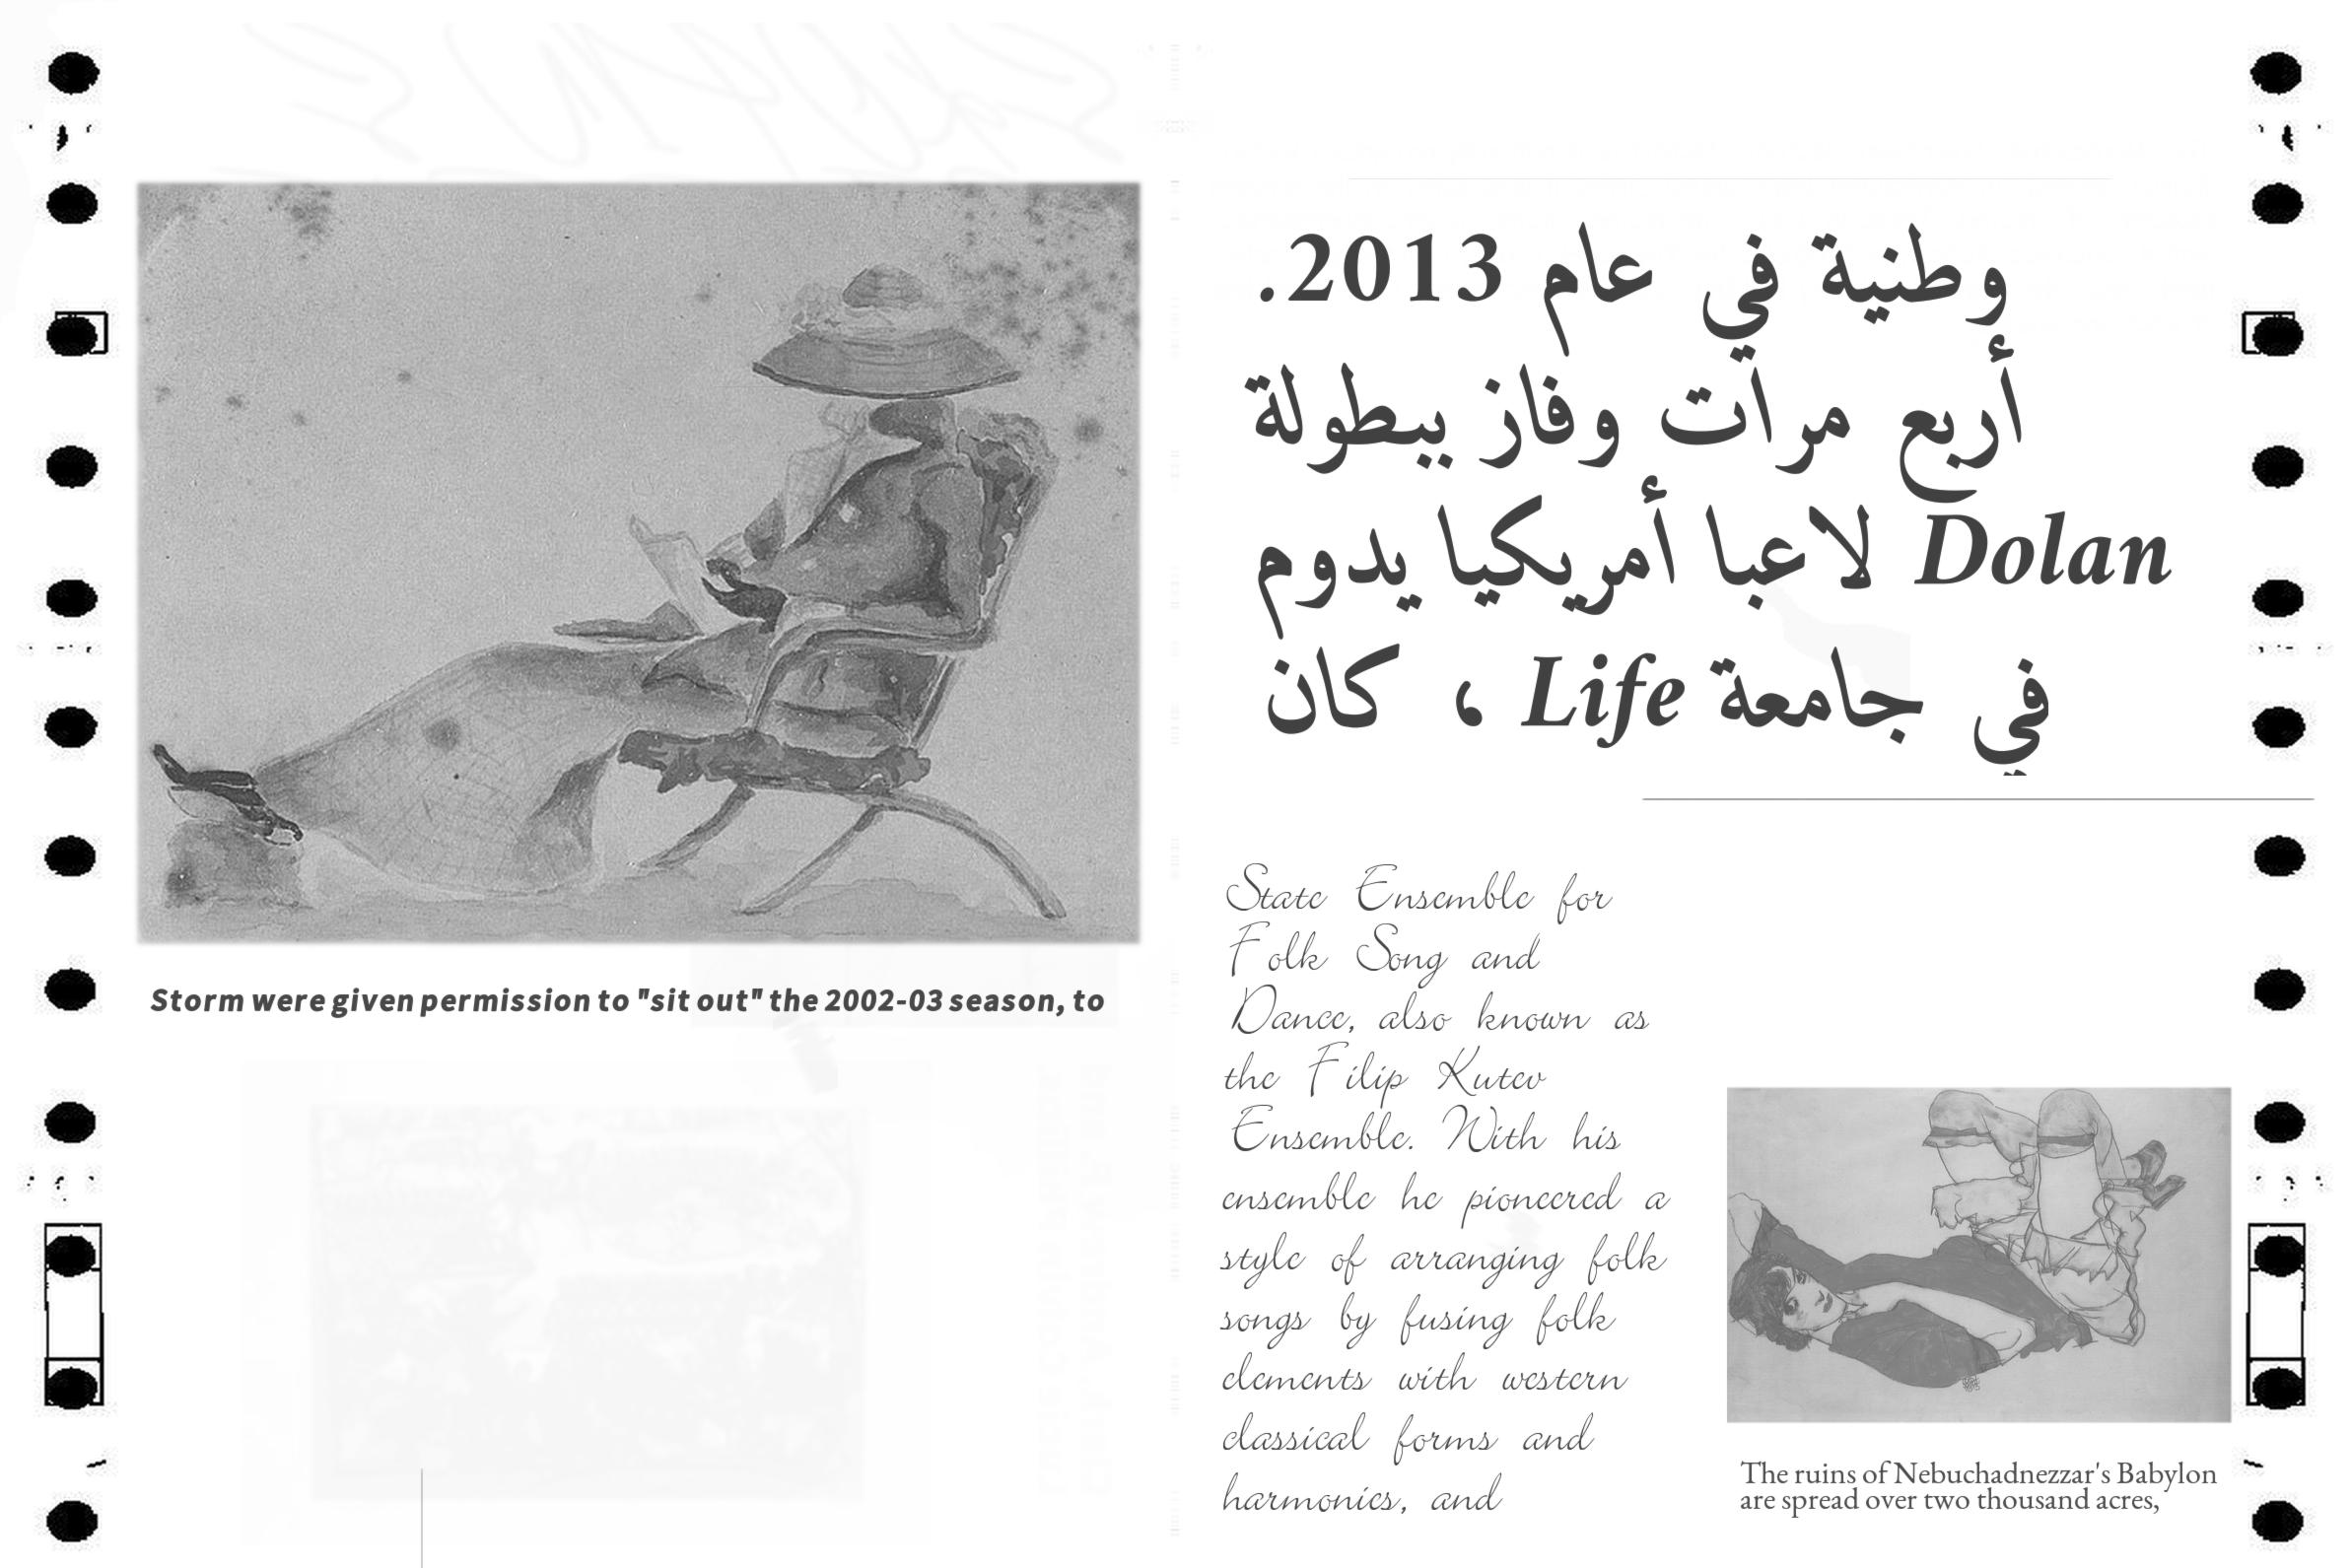 Storm were given permission to "sit out" the 2002-03 season, to
وطنية في عام 2013.
أربع مرات وفاز ببطولة
Dolan لاعبا أمريكيا يدوم
في جامعة Life ، كان
State Ensemble for
Folk Song and
Dance, also known as
the Filip Kutev
Ensemble. With his
ensemble he pioneered a
style of arranging folk
songs by fusing folk
elements with western
classical forms and
harmonics, and
The ruins of Nebuchadnezzar's Babylon
are spread over two thousand acres,